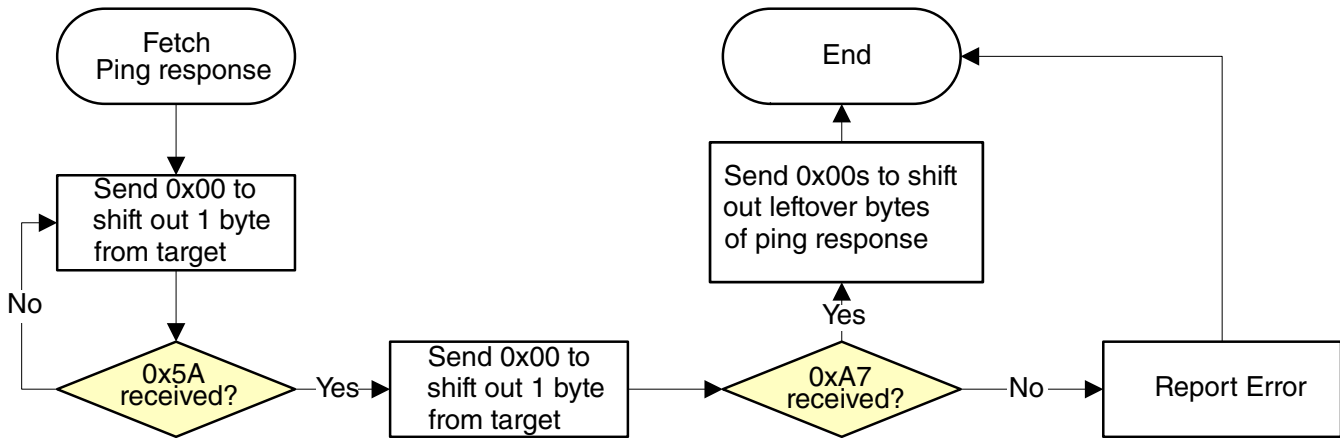 Fetch
Ping response
Send 0x00 to
shift out 1 byte
from target
No
0x5A
received?
Yes
Send 0x00 to
shift out 1 byte
from target
0xA7
received?
Yes
Send 0x00s to shift
out leftover bytes
of ping response
End
No
Report Error